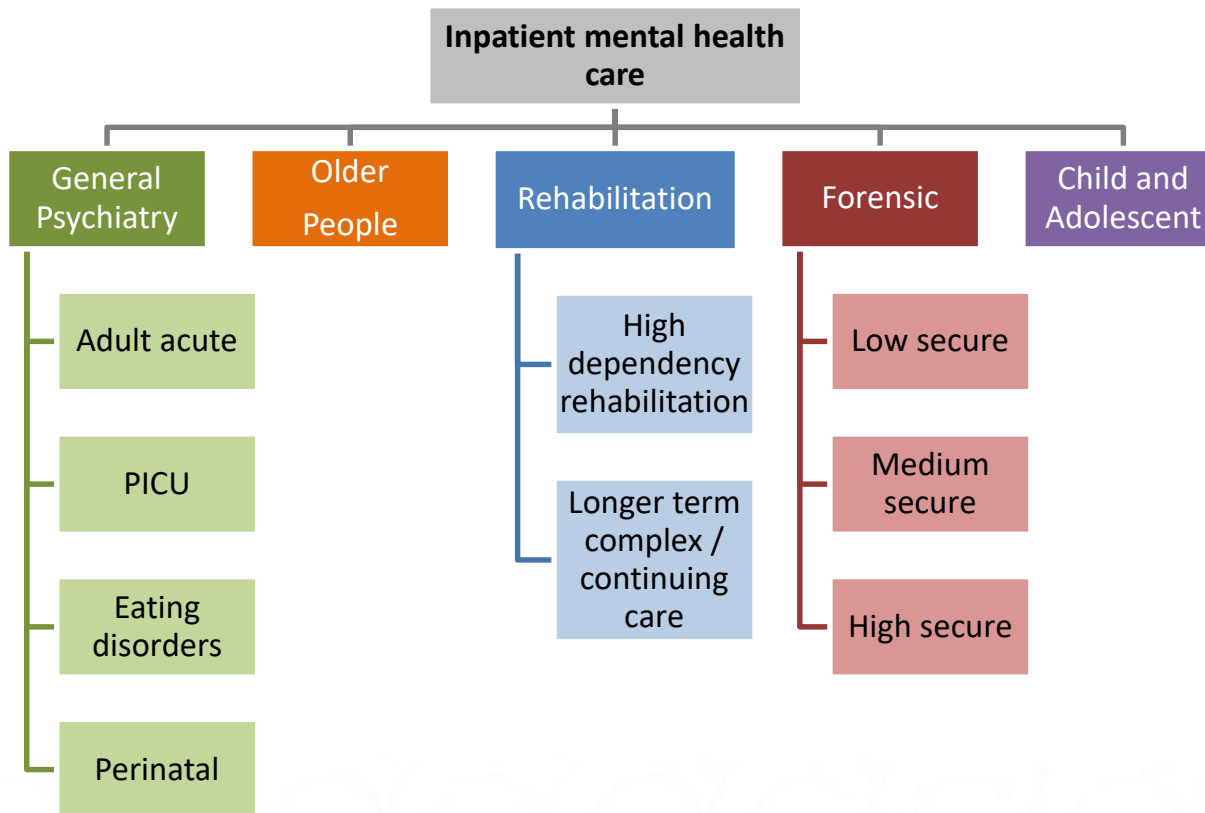 Inpatient mental health
care
General
Psychiatry
Older
People
Rehabilitation
Forensic
Child and
Adolescent
Adult acute
PICU
Eating
disorders
Perinatal
High
dependency
rehabilitation
Longer term
complex /
continuing
care
Low secure
Medium
secure
High secure